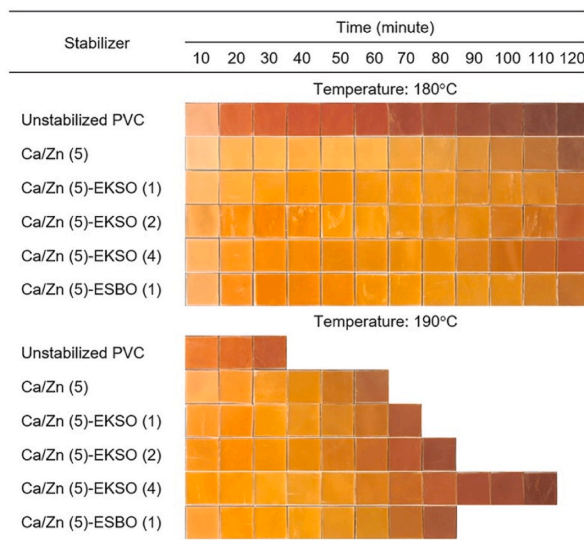 Stabilizer
Time (minute)
10 20 30 40 50 60 70 80 90 100 110 120
Temperature: 180°C
Unstabilized PVC
Ca/Zn (5)
Ca/Zn (5)-EKSO (1)
Ca/Zn (5)-EKSO (2)
Ca/Zn (5)-EKSO (4)
Ca/Zn (5)-ESBO (1)
Temperature: 190°C
Unstabilized PVC
Ca/Zn (5)
Ca/Zn (5)-EKSO (1)
Ca/Zn (5)-EKSO (2)
Ca/Zn (5)-EKSO (4)
Ca/Zn (5)-ESBO (1)